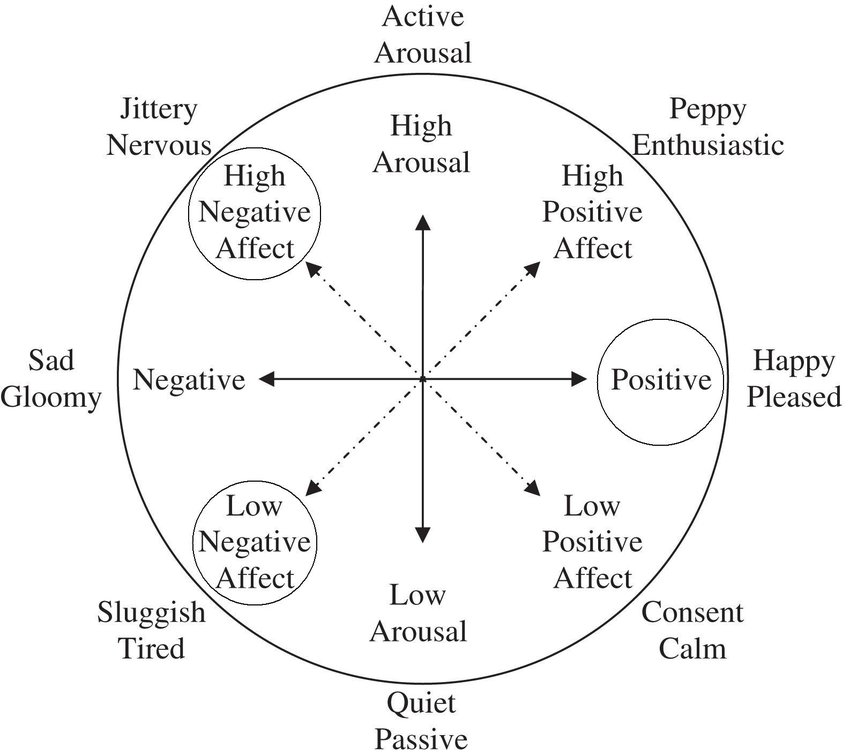 Active
Arousal
Jittery
Nervous
Peppy
Enthusiastic
High
Arousal
High
Negative
Affect
High
Positive
Affect
Sad
Gloomy
Negative
Positive
Happy
Pleased
Low
Negative
Affect
Low
Positive
Affect
Low
Arousal
Sluggish
Tired
Consent
Calm
Quiet
Passive